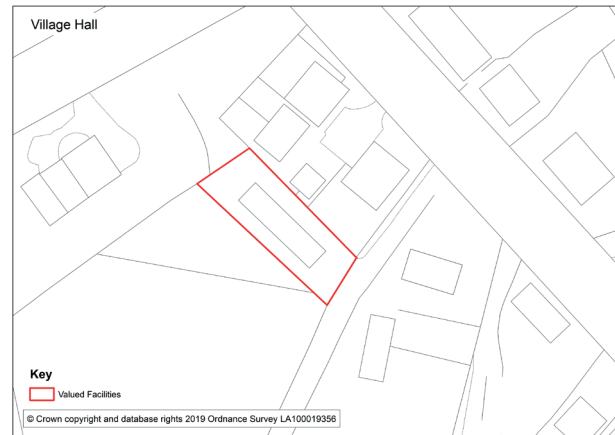 Village Hall
Key
Valued Facilities
© Crown copyright and database rights 2019 Ordnance Survey LA100019356